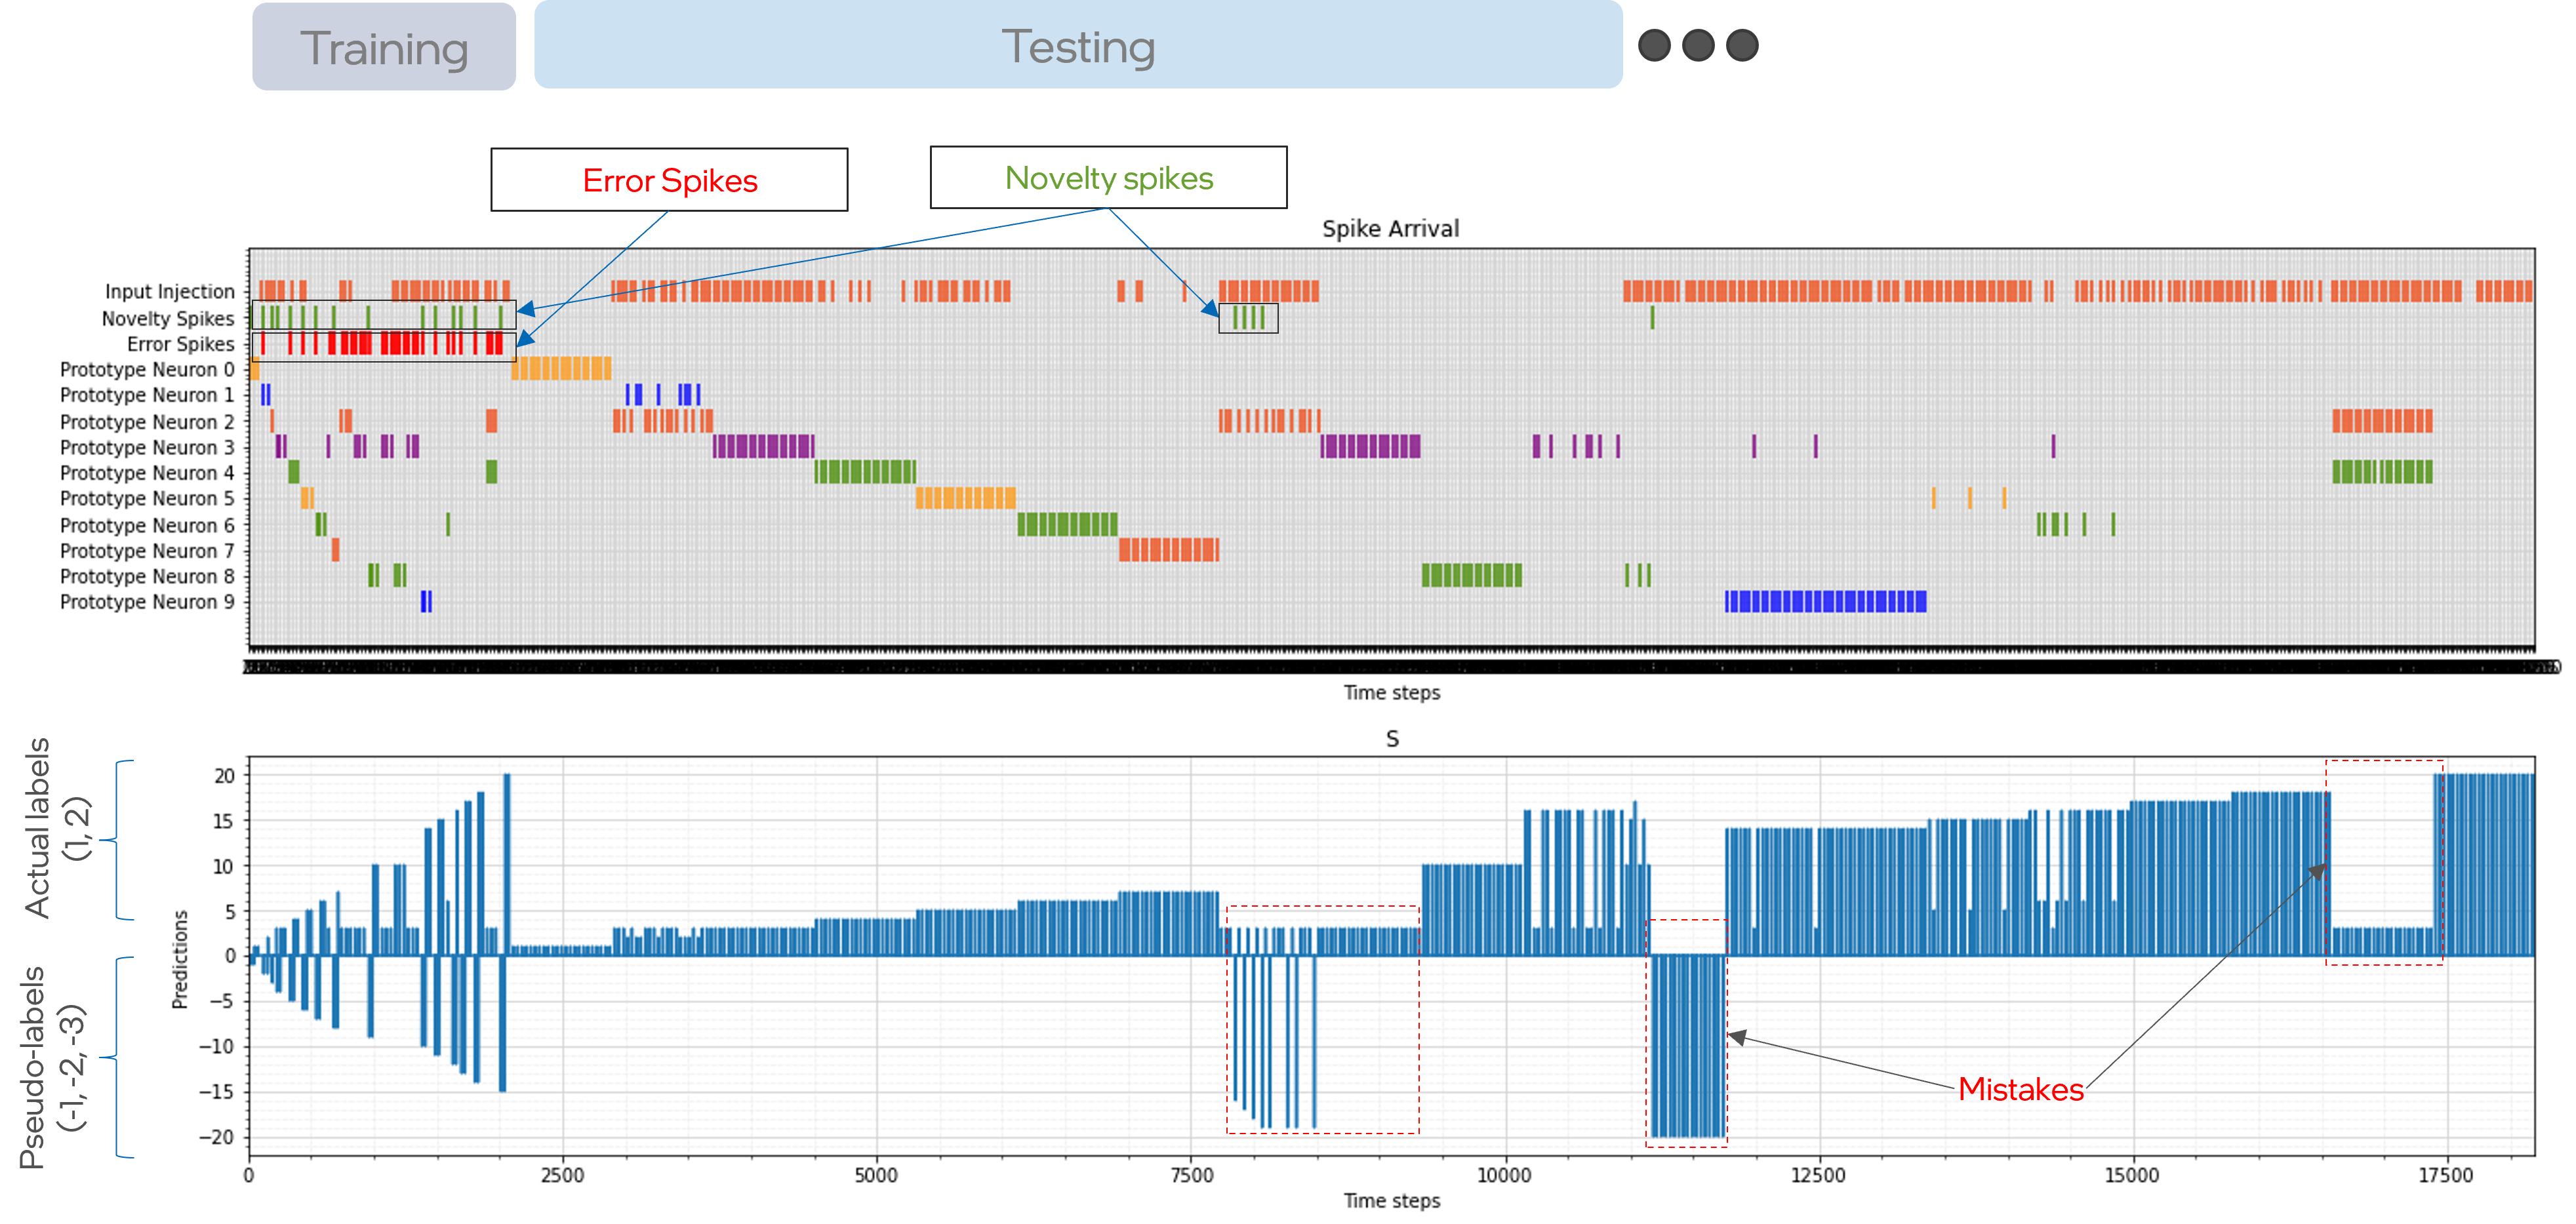 Training
Testing
Error Spikes
Novelty spikes
Spike Arrival
Input Injection
Novelty Spikes
Error Spikes
Prototype Neuron 0
Prototype Neuron 1
Prototype Neuron 2
Prototype Neuron 3
Prototype Neuron 4
Prototype Neuron 5
Prototype Neuron 6
Prototype Neuron 7
Prototype Neuron 8
Prototype Neuron 9
Time steps
S
Actual labels
(1, 2)
Pseudo-labels
(-1, -2, -3)
Predictions
20
15
10
5
0
−5
−10
−15
−20
Mistakes
0 2500 5000 7500 10000 12500 15000 17500
Time steps